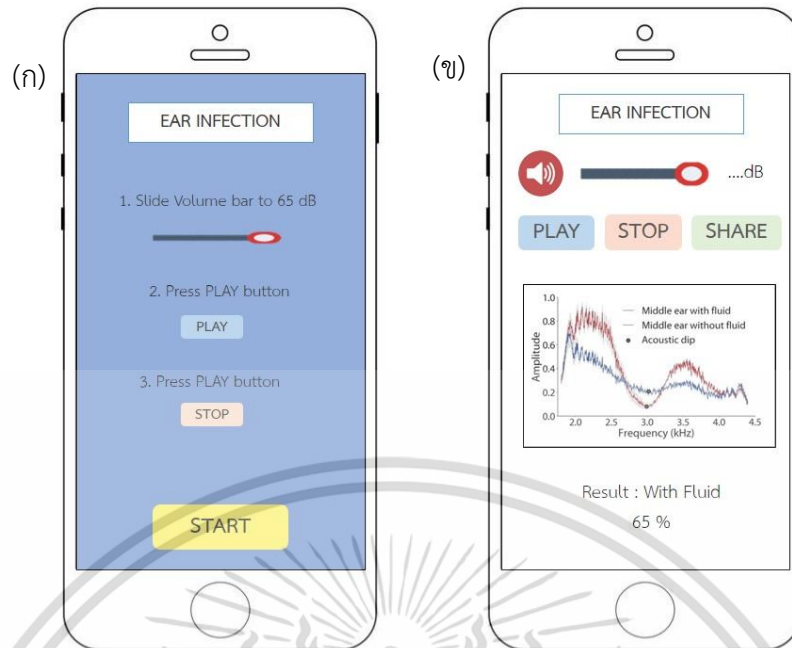 (ก)
EAR INFECTION
1. Slide Volume bar to 65 dB
2. Press PLAY button
PLAY
3. Press PLAY button
STOP
START
(ข)
EAR INFECTION
....dB
PLAY STOP SHARE
1.0
0.8
0.6
0.4
0.2
0.0
Amplitude
Middle ear with fluid
Middle ear without fluid
Acoustic dip
2.0 2.5 3.0 3.5 4.0 4.5
Frequency (kHz)
Result : With Fluid
65 %